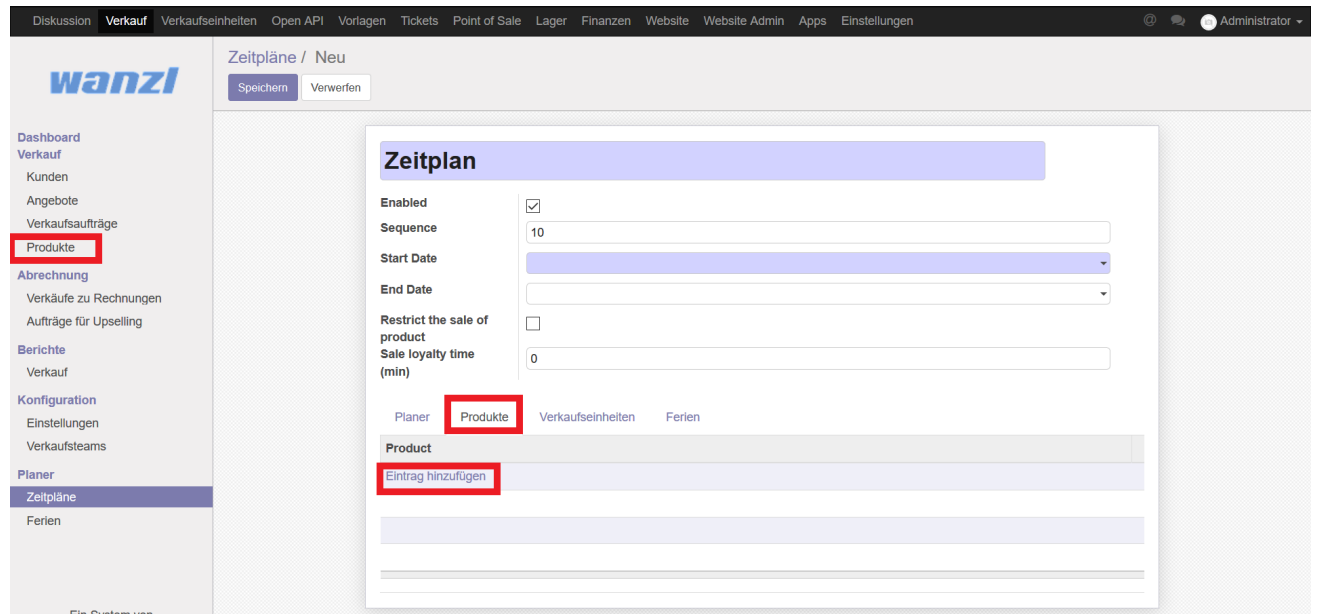 Diskussion Verkauf Verkaufseinheiten Open API Vorlagen Tickets Point of Sale Lager Finanzen Website Website Admin Apps Einstellungen @ Administrator
wanzl
Zeitpläne / Neu
Speichern Verwerfen
Dashboard
Verkauf
Kunden
Angebote
Verkaufsaufträge
Produkte
Abrechnung
Verkäufe zu Rechnungen
Aufträge für Upselling
Berichte
Verkauf
Konfiguration
Einstellungen
Verkaufsteams
Planer
Zeitpläne
Ferien
Ein System von
Zeitplan
Enabled
Sequence 10
Start Date
End Date
Restrict the sale of
product
Sale loyalty time
(min) 0
Planer Produkte Verkaufseinheiten Ferien
Product
Eintrag hinzufügen